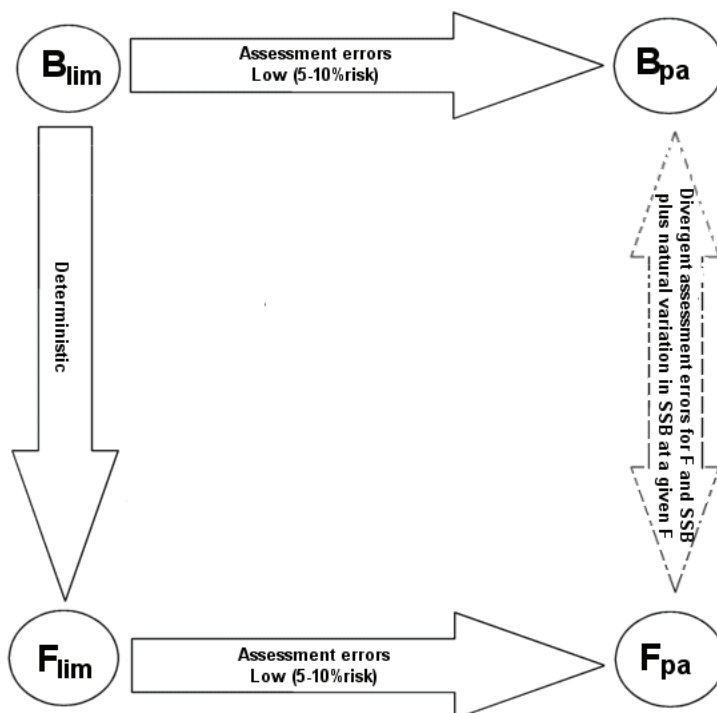 Blim
Assessment errors
Low (5-10%risk)
Bpa
Deterministic
Divergent assessment errors for F and SSB
plus natural variation in SSB at a given F
Flim
Assessment errors
Low (5-10%risk)
Fpa